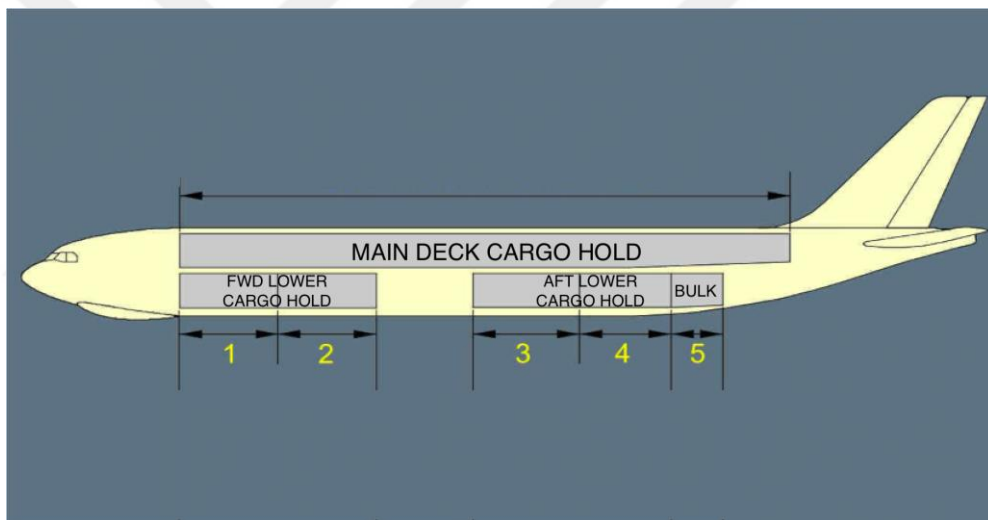 MAIN DECK CARGO HOLD
FWD LOWER
CARGO HOLD
AFT LOWER
CARGO HOLD
BULK
1
2
3
4
5